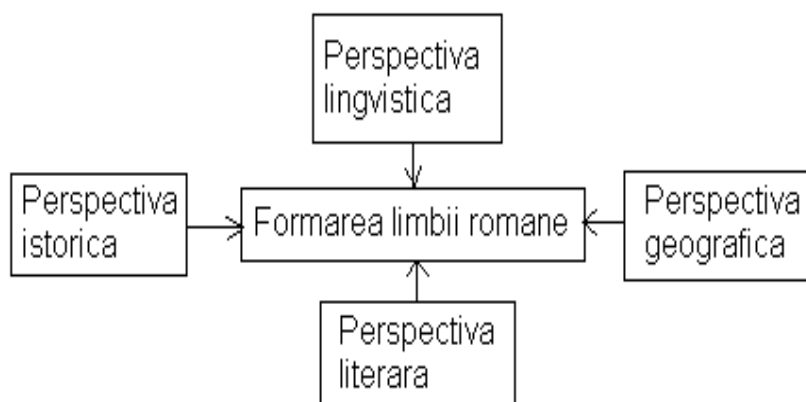 Perspectiva
lingvistica
Perspectiva
istorica
Formarea limbii romane
Perspectiva
geografica
Perspectiva
literara